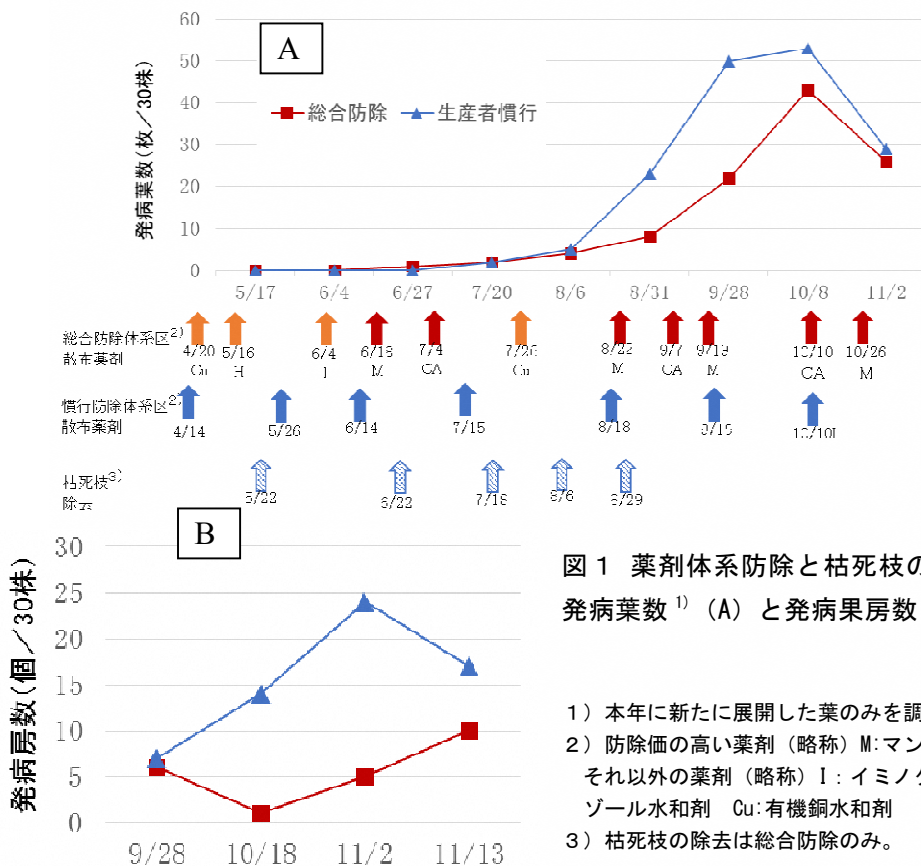 A
発病葉数(枚／30株)
60
50
40
30
20
10
0
総合防除 生産者慣行
5/17 6/4 6/27 7/20 8/6 8/31 9/28 10/8 11/2
総合防除体系区2)
散布薬剤
4/20 5/16 6/4 6/18 7/4 7/26 8/22 9/7 9/19 10/10 10/26
Cu H I M CA Cu M CA M CA M
慣行防除体系区2)
散布薬剤
4/14 5/26 6/14 7/15 8/18 10/10
枯死枝3)
除去
5/22 6/22 7/18 8/6 8/29
B
発病房数(個／30株)
30
25
20
15
10
5
0
9/28 10/18 11/2 11/13
図1 薬剤体系防除と枯死枝の
発病葉数1)（A）と発病果房数
1）本年に新たに展開した葉のみを調
2）防除価の高い薬剤（略称）M:マン
それ以外の薬剤（略称）I：イミノク
ゾール水和剤 Cu:有機銅水和剤
3）枯死枝の除去は総合防除のみ。